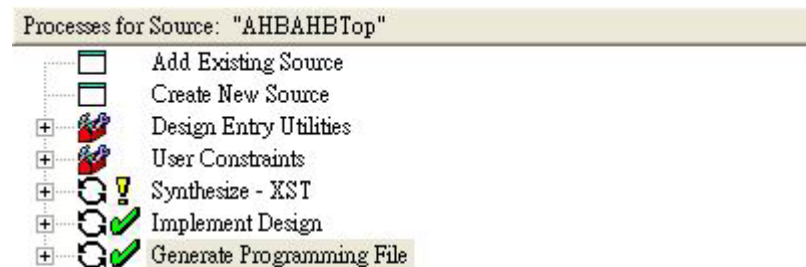 Processes for Source: "AHBAHBTop"
Add Existing Source
Create New Source
Design Entry Utilities
User Constraints
Synthesize - XST
Implement Design
Generate Programming File